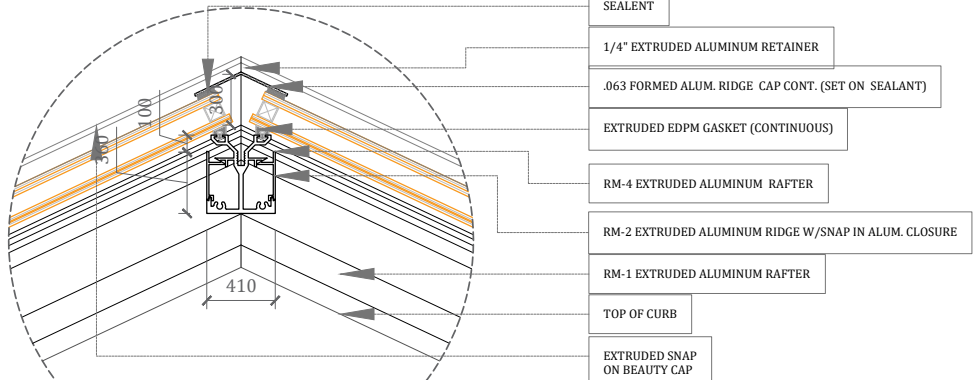 SEALENT
1/4" EXTRUDED ALUMINUM RETAINER
.063 FORMED ALUM. RIDGE CAP CONT. (SET ON SEALANT)
EXTRUDED EDPM GASKET (CONTINUOUS)
RM-4 EXTRUDED ALUMINUM RAFTER
RM-2 EXTRUDED ALUMINUM RIDGE W/SNAP IN ALUM. CLOSURE
RM-1 EXTRUDED ALUMINUM RAFTER
TOP OF CURB
EXTRUDED SNAP
ON BEAUTY CAP
300
100
360
410